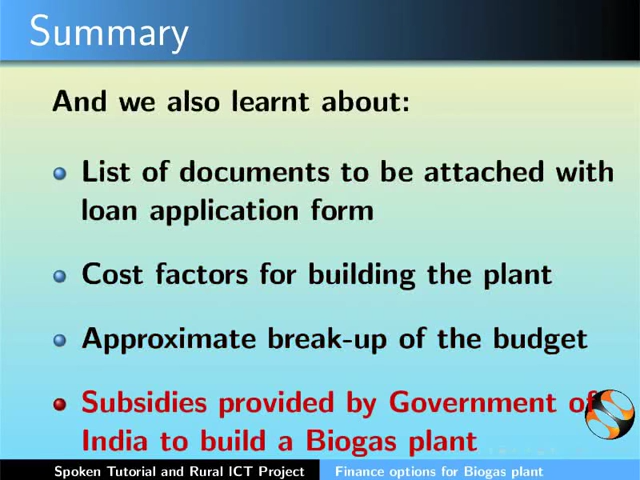 Summary
And we also learnt about:
List of documents to be attached with
loan application form
Cost factors for building the plant
Approximate break-up of the budget
Subsidies provided by Government of
India to build a Biogas plant
Spoken Tutorial and Rural ICT Project Finance options for Biogas plant